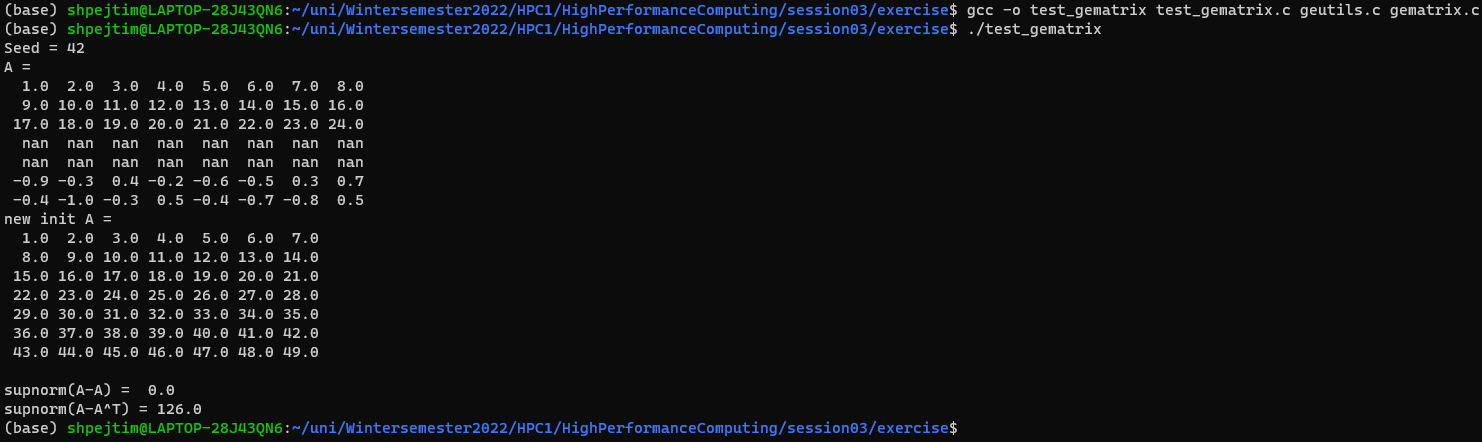 (base) shpejtim@LAPTOP-28J43QN6:~/uni/Wintersemester2022/HPC1/HighPerformanceComputing/session03/exercise$ gcc -o test_gematrix test_gematrix.c geutils.c gematrix.c
(base) shpejtim@LAPTOP-28J43QN6:~/uni/Wintersemester2022/HPC1/HighPerformanceComputing/session03/exercise$ ./test_gematrix
Seed = 42
A =
  1.0  2.0  3.0  4.0  5.0  6.0  7.0  8.0
  9.0 10.0 11.0 12.0 13.0 14.0 15.0 16.0
 17.0 18.0 19.0 20.0 21.0 22.0 23.0 24.0
  nan  nan  nan  nan  nan  nan  nan  nan
  nan  nan  nan  nan  nan  nan  nan  nan
 -0.9 -0.3  0.4 -0.2 -0.6 -0.5  0.3  0.7
 -0.4 -1.0 -0.3  0.5 -0.4 -0.7 -0.8  0.5
new init A =
  1.0  2.0  3.0  4.0  5.0  6.0  7.0
  8.0  9.0 10.0 11.0 12.0 13.0 14.0
 15.0 16.0 17.0 18.0 19.0 20.0 21.0
 22.0 23.0 24.0 25.0 26.0 27.0 28.0
 29.0 30.0 31.0 32.0 33.0 34.0 35.0
 36.0 37.0 38.0 39.0 40.0 41.0 42.0
 43.0 44.0 45.0 46.0 47.0 48.0 49.0
supnorm(A-A) =  0.0
supnorm(A-A^T) = 126.0
(base) shpejtim@LAPTOP-28J43QN6:~/uni/Wintersemester2022/HPC1/HighPerformanceComputing/session03/exercise$